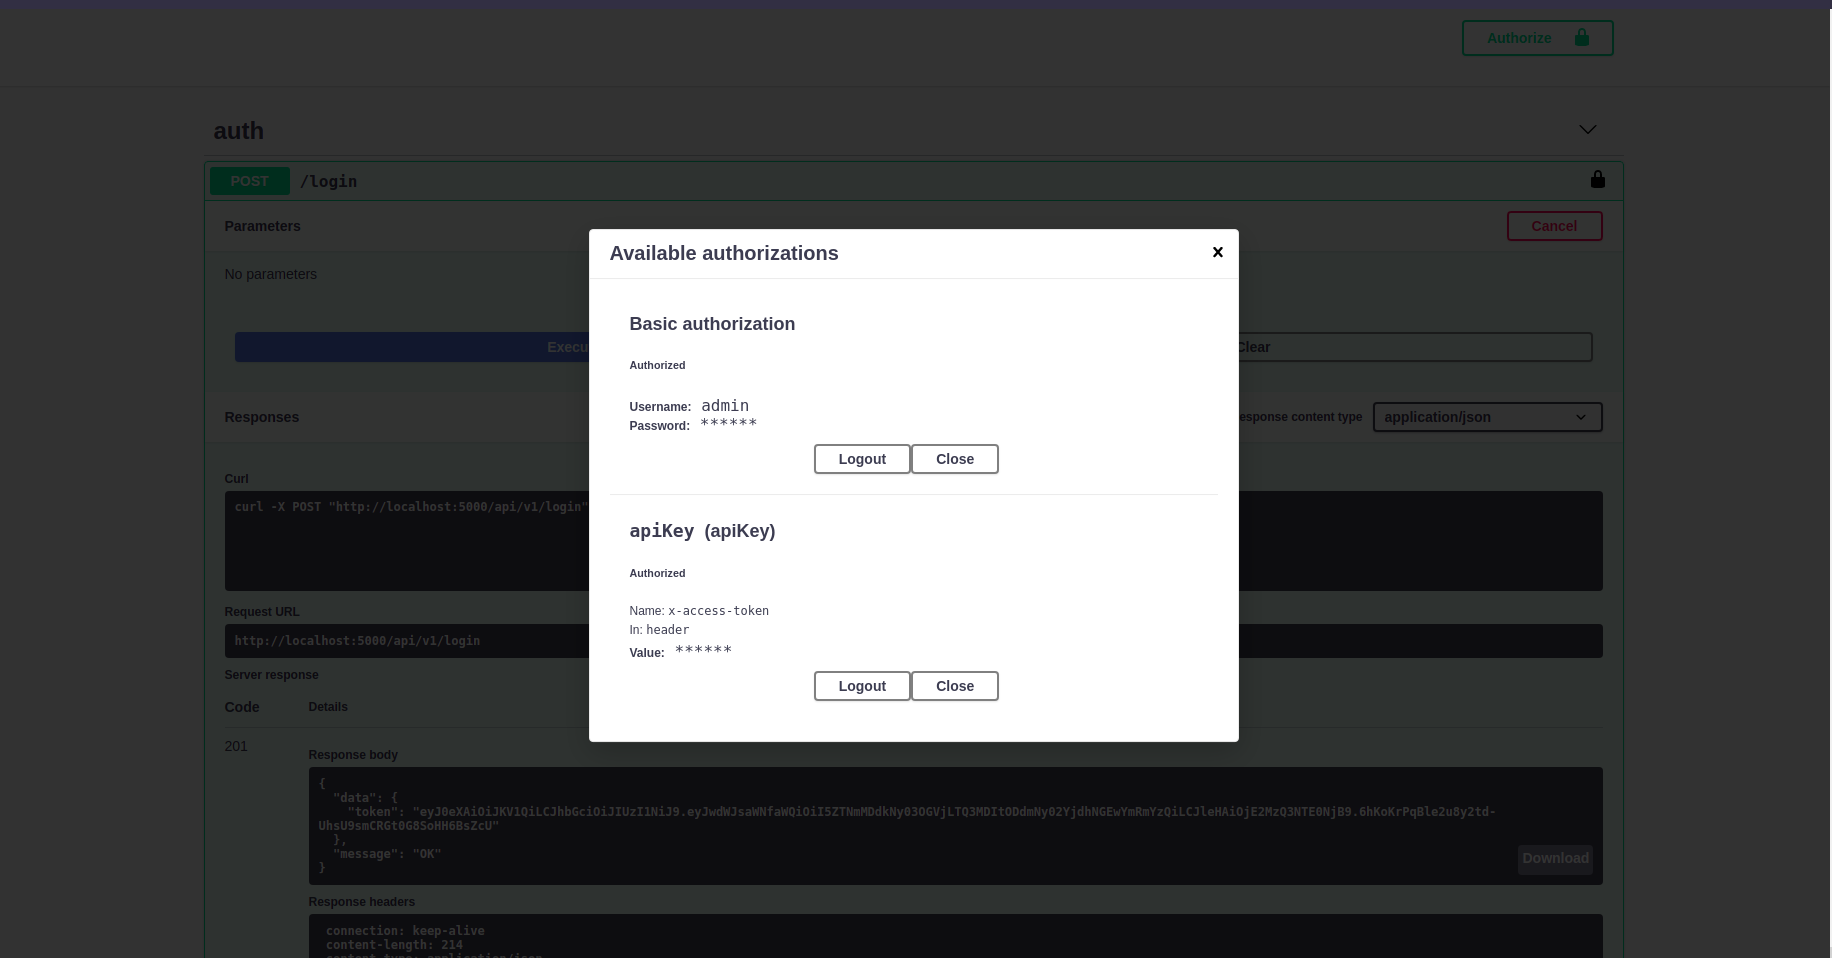 Authorize
auth
POST /login
Parameters
Cancel
No parameters
Execu
Clear
Responses
esponse content type
application/json
Curl
curl -X POST "http://localhost:5000/api/v1/login"
Request URL
http://localhost:5000/api/v1/login
Server response
Code Details
201
Response body
{
"data": {
"token": "eyJ0eXAiOiJKV1QiLCJhbGciOiJIUzI1NiJ9.eyJwdWJsaWNfaWQiOiI5ZTNmMDdkNy03OGVjLTQ3MDItODdmNy02YjdhNGEwYmRmYzQiLCJleHAiOjE2MzQ3NTE0NjB9.6hKoKrPqBle2u8y2td-
UhsU9smCRGt0G8SoHH6BsZcU"
},
"message": "OK"
}
Download
Response headers
connection: keep-alive
content-length: 214
Available authorizations
x
Basic authorization
Authorized
Username: admin
Password: ******
Logout Close
apiKey (apiKey)
Authorized
Name: x-access-token
In: header
Value: ******
Logout Close